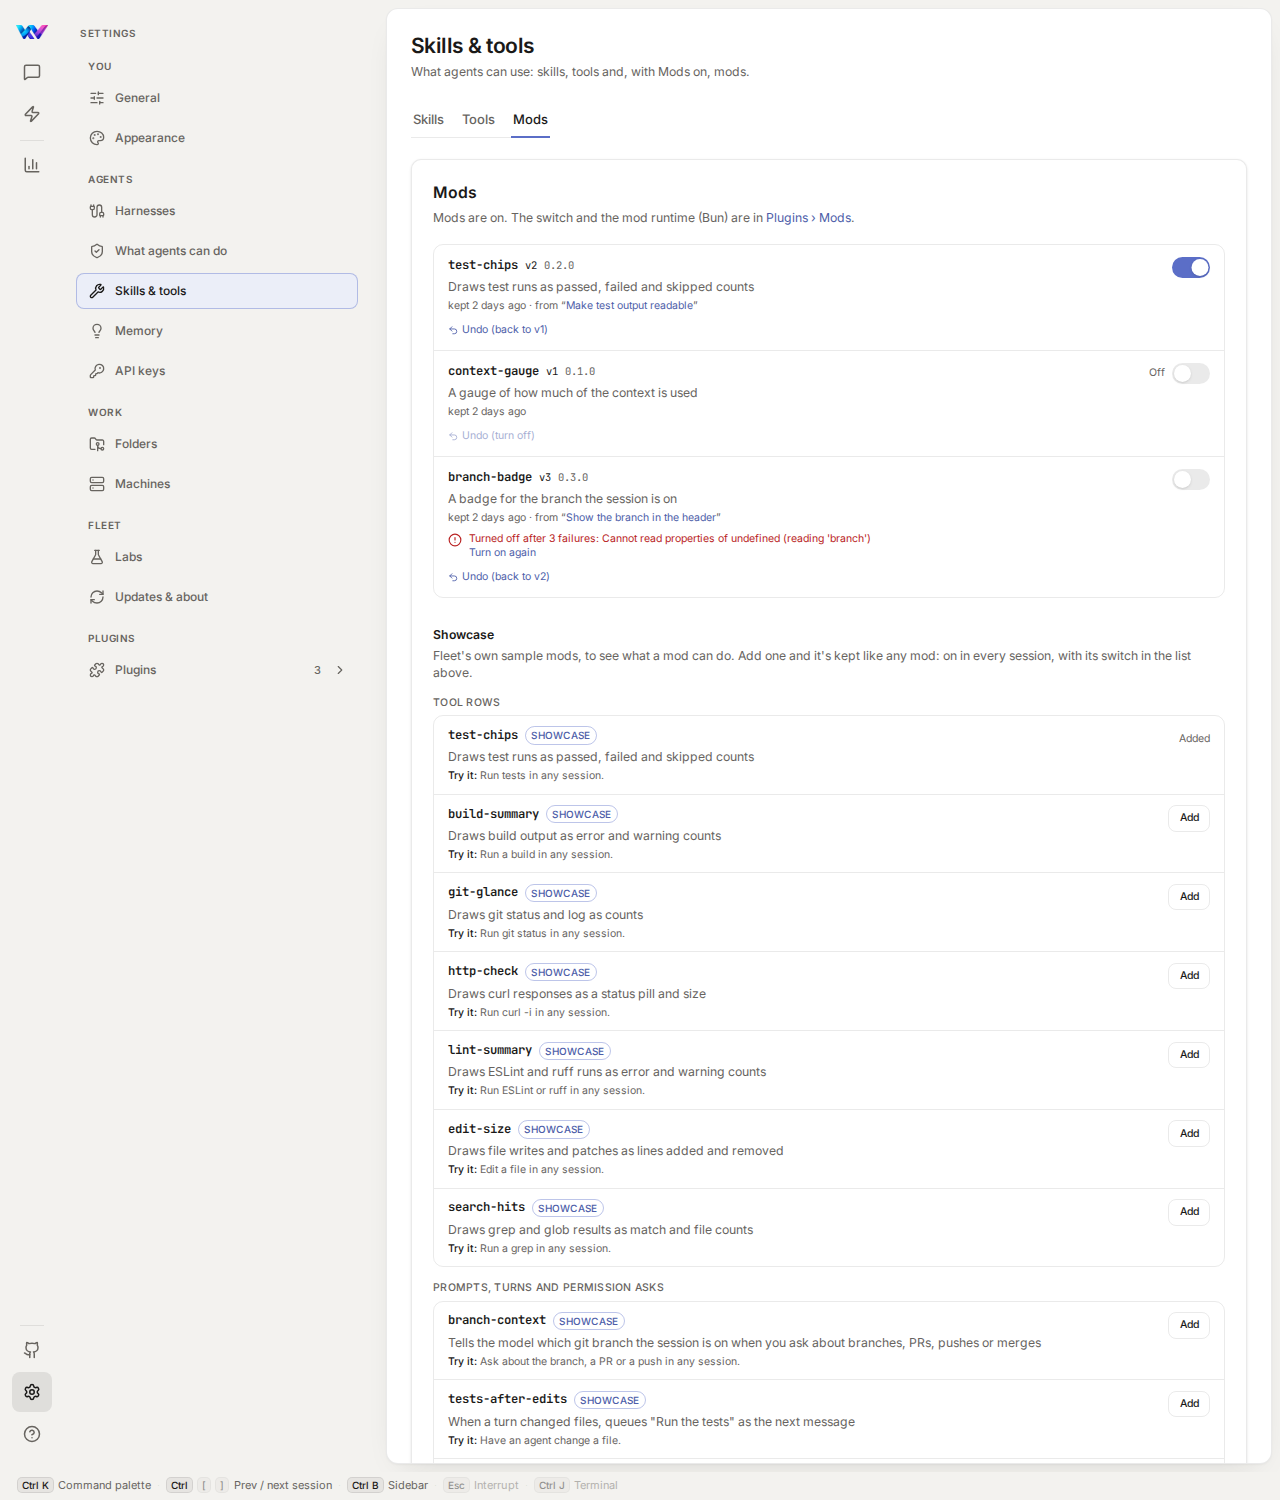 SETTINGS
YOU
General
Appearance
AGENTS
Harnesses
What agents can do
Skills & tools
Memory
API keys
WORK
Folders
Machines
FLEET
Labs
Updates & about
PLUGINS
Plugins 3
Skills & tools
What agents can use: skills, tools and, with Mods on, mods.
Skills Tools Mods
Mods
Mods are on. The switch and the mod runtime (Bun) are in Plugins › Mods.
test-chips v2 0.2.0
Draws test runs as passed, failed and skipped counts
kept 2 days ago · from “Make test output readable”
Undo (back to v1)
context-gauge v1 0.1.0 Off
A gauge of how much of the context is used
kept 2 days ago
Undo (turn off)
branch-badge v3 0.3.0
A badge for the branch the session is on
kept 2 days ago · from “Show the branch in the header”
Turned off after 3 failures: Cannot read properties of undefined (reading 'branch')
Turn on again
Undo (back to v2)
Showcase
Fleet's own sample mods, to see what a mod can do. Add one and it's kept like any mod: on in every session, with its switch in the list
above.
TOOL ROWS
test-chips SHOWCASE Added
Draws test runs as passed, failed and skipped counts
Try it: Run tests in any session.
build-summary SHOWCASE Add
Draws build output as error and warning counts
Try it: Run a build in any session.
git-glance SHOWCASE Add
Draws git status and log as counts
Try it: Run git status in any session.
http-check SHOWCASE Add
Draws curl responses as a status pill and size
Try it: Run curl -i in any session.
lint-summary SHOWCASE Add
Draws ESLint and ruff runs as error and warning counts
Try it: Run ESLint or ruff in any session.
edit-size SHOWCASE Add
Draws file writes and patches as lines added and removed
Try it: Edit a file in any session.
search-hits SHOWCASE Add
Draws grep and glob results as match and file counts
Try it: Run a grep in any session.
PROMPTS, TURNS AND PERMISSION ASKS
branch-context SHOWCASE Add
Tells the model which git branch the session is on when you ask about branches, PRs, pushes or merges
Try it: Ask about the branch, a PR or a push in any session.
tests-after-edits SHOWCASE Add
When a turn changed files, queues "Run the tests" as the next message
Try it: Have an agent change a file.
Ctrl K Command palette Ctrl [ ] Prev / next session Ctrl B Sidebar Esc Interrupt Ctrl J Terminal